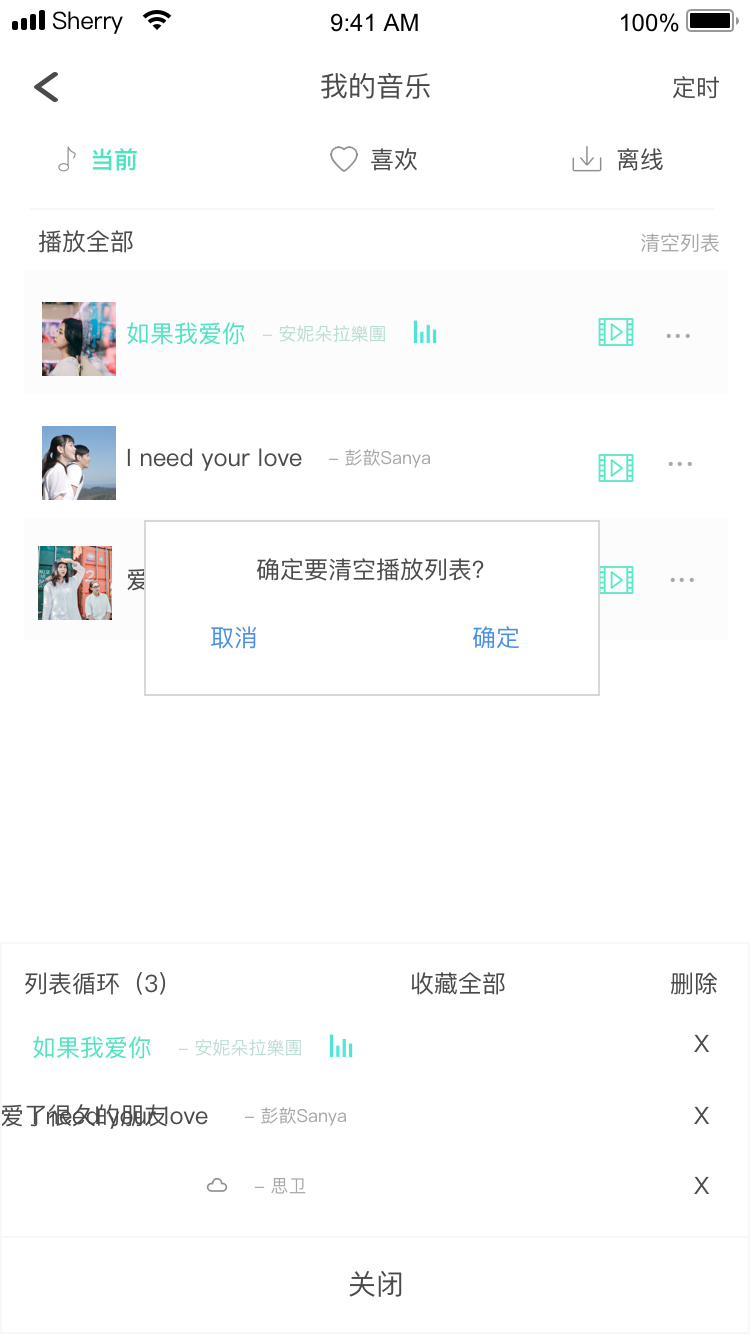 Sherry 9:41 AM 100%
我的音乐 定时
当前 喜欢 离线
播放全部 清空列表
如果我爱你 – 安妮朵拉樂團
I need your love – 彭歆Sanya
爱
确定要清空播放列表?
取消 确定
列表循环（3） 收藏全部 删除
如果我爱你 – 安妮朵拉樂團 X
爱了很久的朋友
I need your love – 彭歆Sanya X
– 思卫 X
关闭